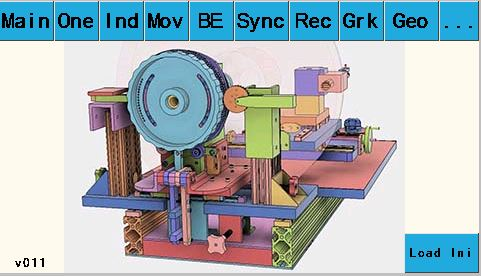 Main One Ind Mov BE Sync Rec Grk Geo ...
Load Ini
v011